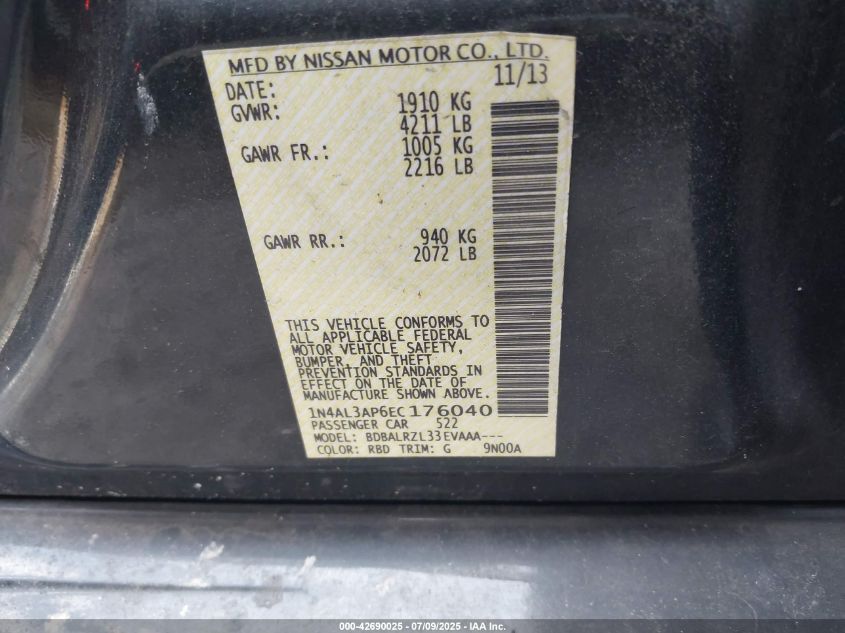 MFD BY NISSAN MOTOR CO., LTD.
DATE: 11/13
GVWR: 1910 KG
4211 LB
GAWR FR.: 1005 KG
2216 LB
GAWR RR.: 940 KG
2072 LB
THIS VEHICLE CONFORMS TO
ALL APPLICABLE FEDERAL
MOTOR VEHICLE SAFETY,
BUMPER, AND THEFT
PREVENTION STANDARDS IN
EFFECT ON THE DATE OF
MANUFACTURE SHOWN ABOVE.
1N4AL3AP6EC176040
PASSENGER CAR 522
MODEL: BDBALRZL33EVAAA---
COLOR: RBD TRIM: G 9N00A
000-42690025 - 07/09/2025 - IAA Inc.